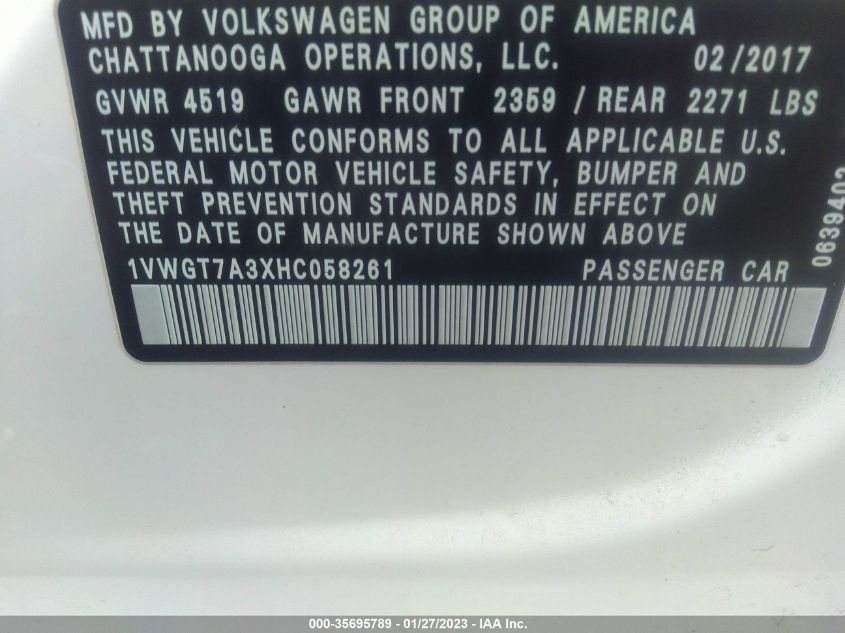 MFD BY VOLKSWAGEN GROUP OF AMERICA
CHATTANOOGA OPERATIONS, LLC. 02/2017
GVWR 4519 GAWR FRONT 2359 / REAR 2271 LBS
THIS VEHICLE CONFORMS TO ALL APPLICABLE U.S.
FEDERAL MOTOR VEHICLE SAFETY, BUMPER AND
THEFT PREVENTION STANDARDS IN EFFECT ON
THE DATE OF MANUFACTURE SHOWN ABOVE
1VWGT7A3XHC058261 PASSENGER CAR
0639402
000-35695789 - 01/27/2023 - IAA Inc.